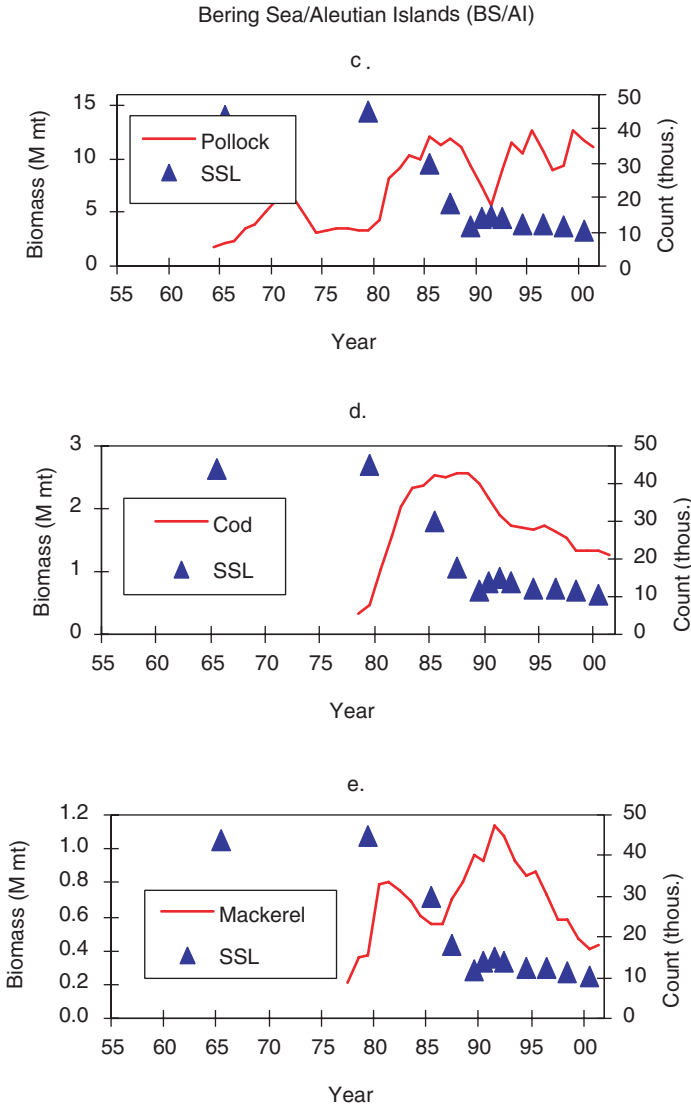 Bering Sea/Aleutian Islands (BS/AI)
c .
15
10
5
0
Biomass (M mt)
Pollock
SSL
50
40
30
20
10
0
Count (thous.)
55 60 65 70 75 80 85 90 95 00
Year
d.
3
2
1
0
Biomass (M mt)
Cod
SSL
50
40
30
20
10
0
Count (thous.)
55 60 65 70 75 80 85 90 95 00
Year
e.
1.2
1.0
0.8
0.6
0.4
0.2
0.0
Biomass (M mt)
Mackerel
SSL
50
40
30
20
10
0
Count (thous.)
55 60 65 70 75 80 85 90 95 00
Year